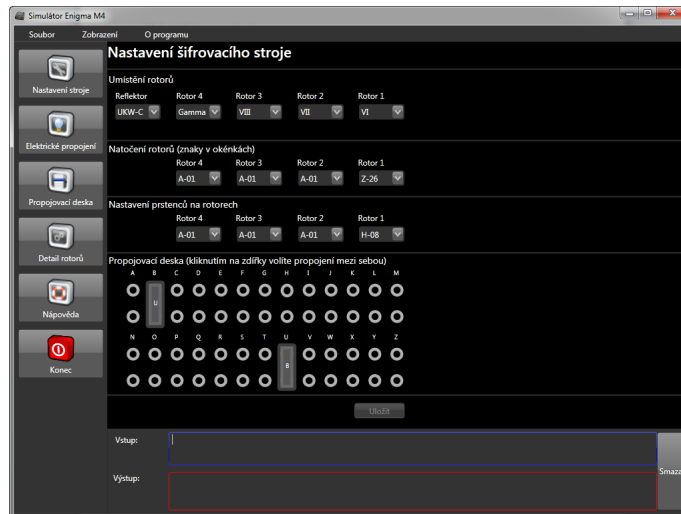 Simulátor Enigma M4
Soubor Zobrazení O programu
Nastavení stroje
Elektrické propojení
Propojovací deska
Detail rotorů
Nápověda
Konec
Nastavení šifrovacího stroje
Umístění rotorů
Reflektor Rotor 4 Rotor 3 Rotor 2 Rotor 1
UKW-C Gamma VIII VII VI
Natočení rotorů (znaky v okénkách)
Rotor 4 Rotor 3 Rotor 2 Rotor 1
A-01 A-01 A-01 Z-26
Nastavení prstenců na rotorech
Rotor 4 Rotor 3 Rotor 2 Rotor 1
A-01 A-01 A-01 H-08
Propojovací deska (kliknutím na zdířky volíte propojení mezi sebou)
A B C D E F G H I J K L M
U
N O P Q R S T U V W X Y Z
B
Uložit
Vstup:
Výstup:
Smaza